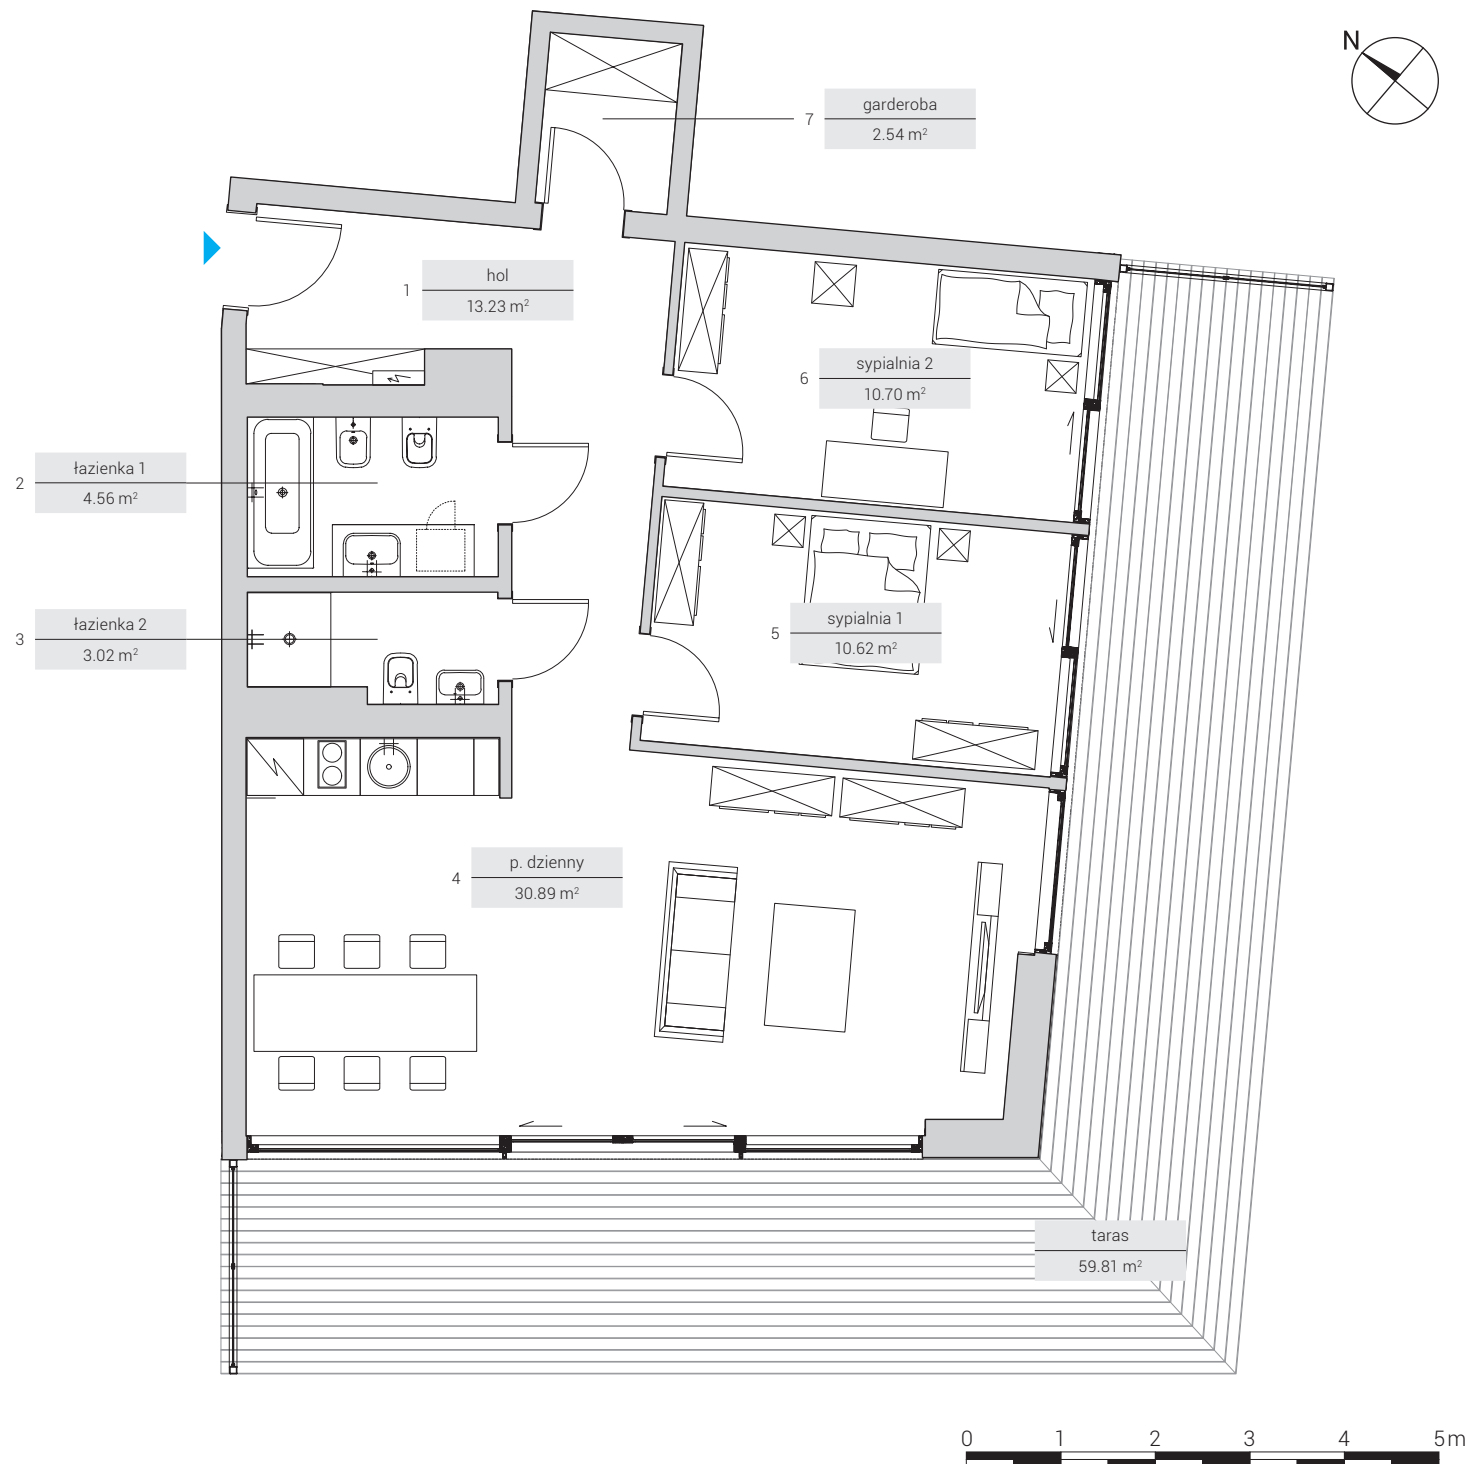 N
7
garderoba
2.54 m²
1
hol
13.23 m²
6
sypialnia 2
10.70 m²
2
łazienka 1
4.56 m²
3
łazienka 2
3.02 m²
5
sypialnia 1
10.62 m²
4
p. dzienny
30.89 m²
taras
59.81 m²
0 1 2 3 4 5m